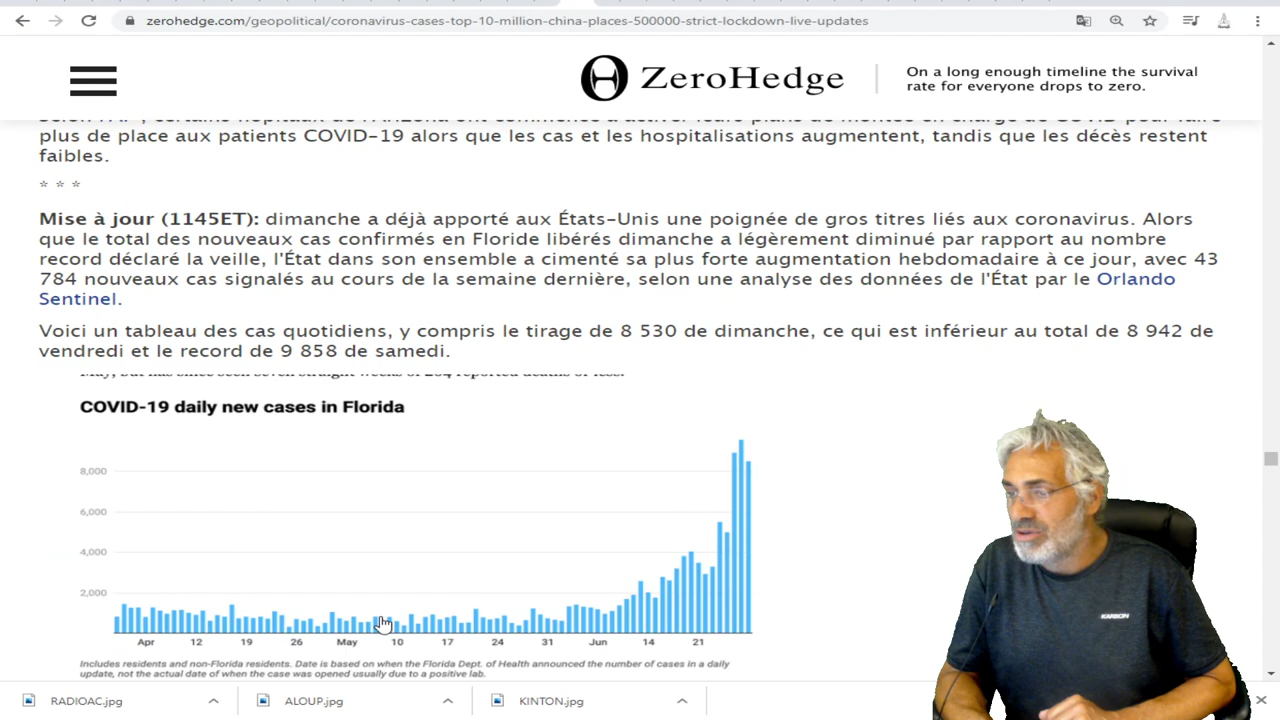 zerohedge.com/geopolitical/coronavirus-cases-top-10-million-china-places-500000-strict-lockdown-live-updates
ZeroHedge
On a long enough timeline the survival
rate for everyone drops to zero.
plus de place aux patients COVID-19 alors que les cas et les hospitalisations augmentent, tandis que les décès restent
faibles.
* * *
Mise à jour (1145ET): dimanche a déjà apporté aux États-Unis une poignée de gros titres liés aux coronavirus. Alors
que le total des nouveaux cas confirmés en Floride libérés dimanche a légèrement diminué par rapport au nombre
record déclaré la veille, l'État dans son ensemble a cimenté sa plus forte augmentation hebdomadaire à ce jour, avec 43
784 nouveaux cas signalés au cours de la semaine dernière, selon une analyse des données de l'État par le Orlando
Sentinel.
Voici un tableau des cas quotidiens, y compris le tirage de 8 530 de dimanche, ce qui est inférieur au total de 8 942 de
vendredi et le record de 9 858 de samedi.
COVID-19 daily new cases in Florida
8,000
6,000
4,000
2,000
Apr 12 19 26 May 10 17 24 31 Jun 14 21
Includes residents and non-Florida residents. Date is based on when the Florida Dept. of Health announced the number of cases in a daily
update, not the actual date of when the case was opened usually due to a positive lab.
KARBON
RADIOAC.jpg
ALOUP.jpg
KINTON.jpg